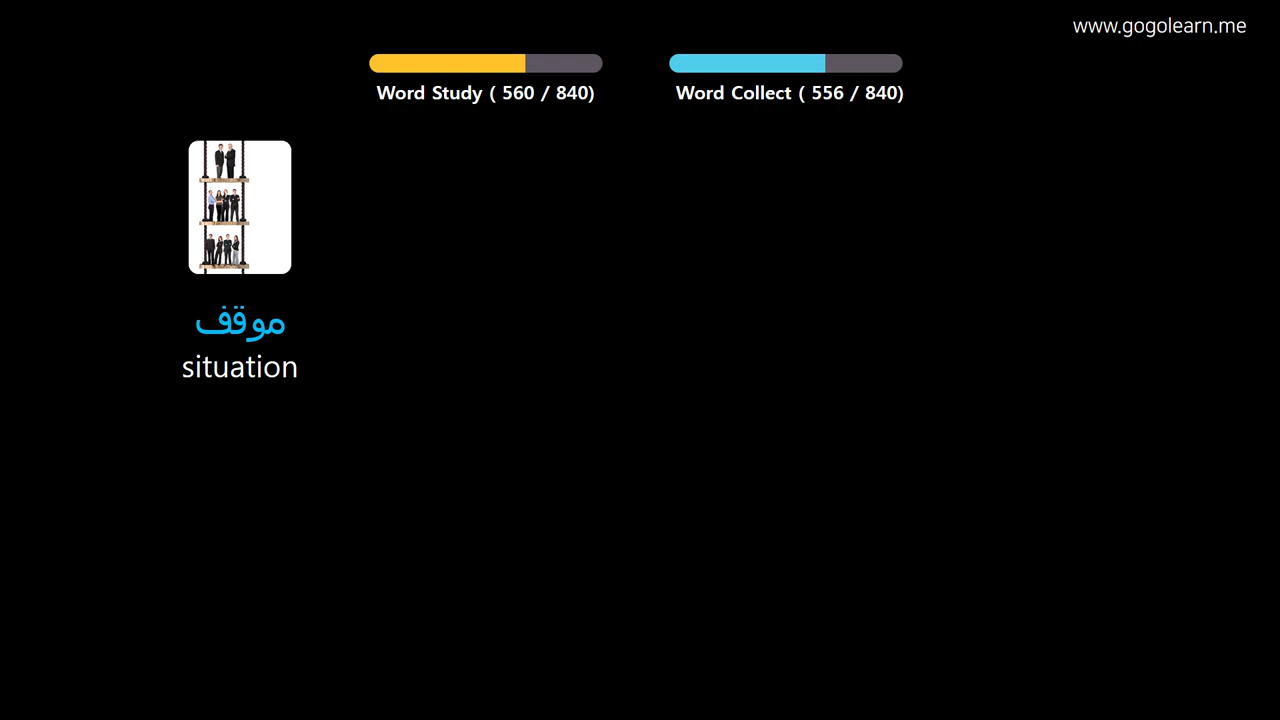 www.gogolearn.me
Word Study ( 560 / 840)
Word Collect ( 556 / 840)
موقف
situation